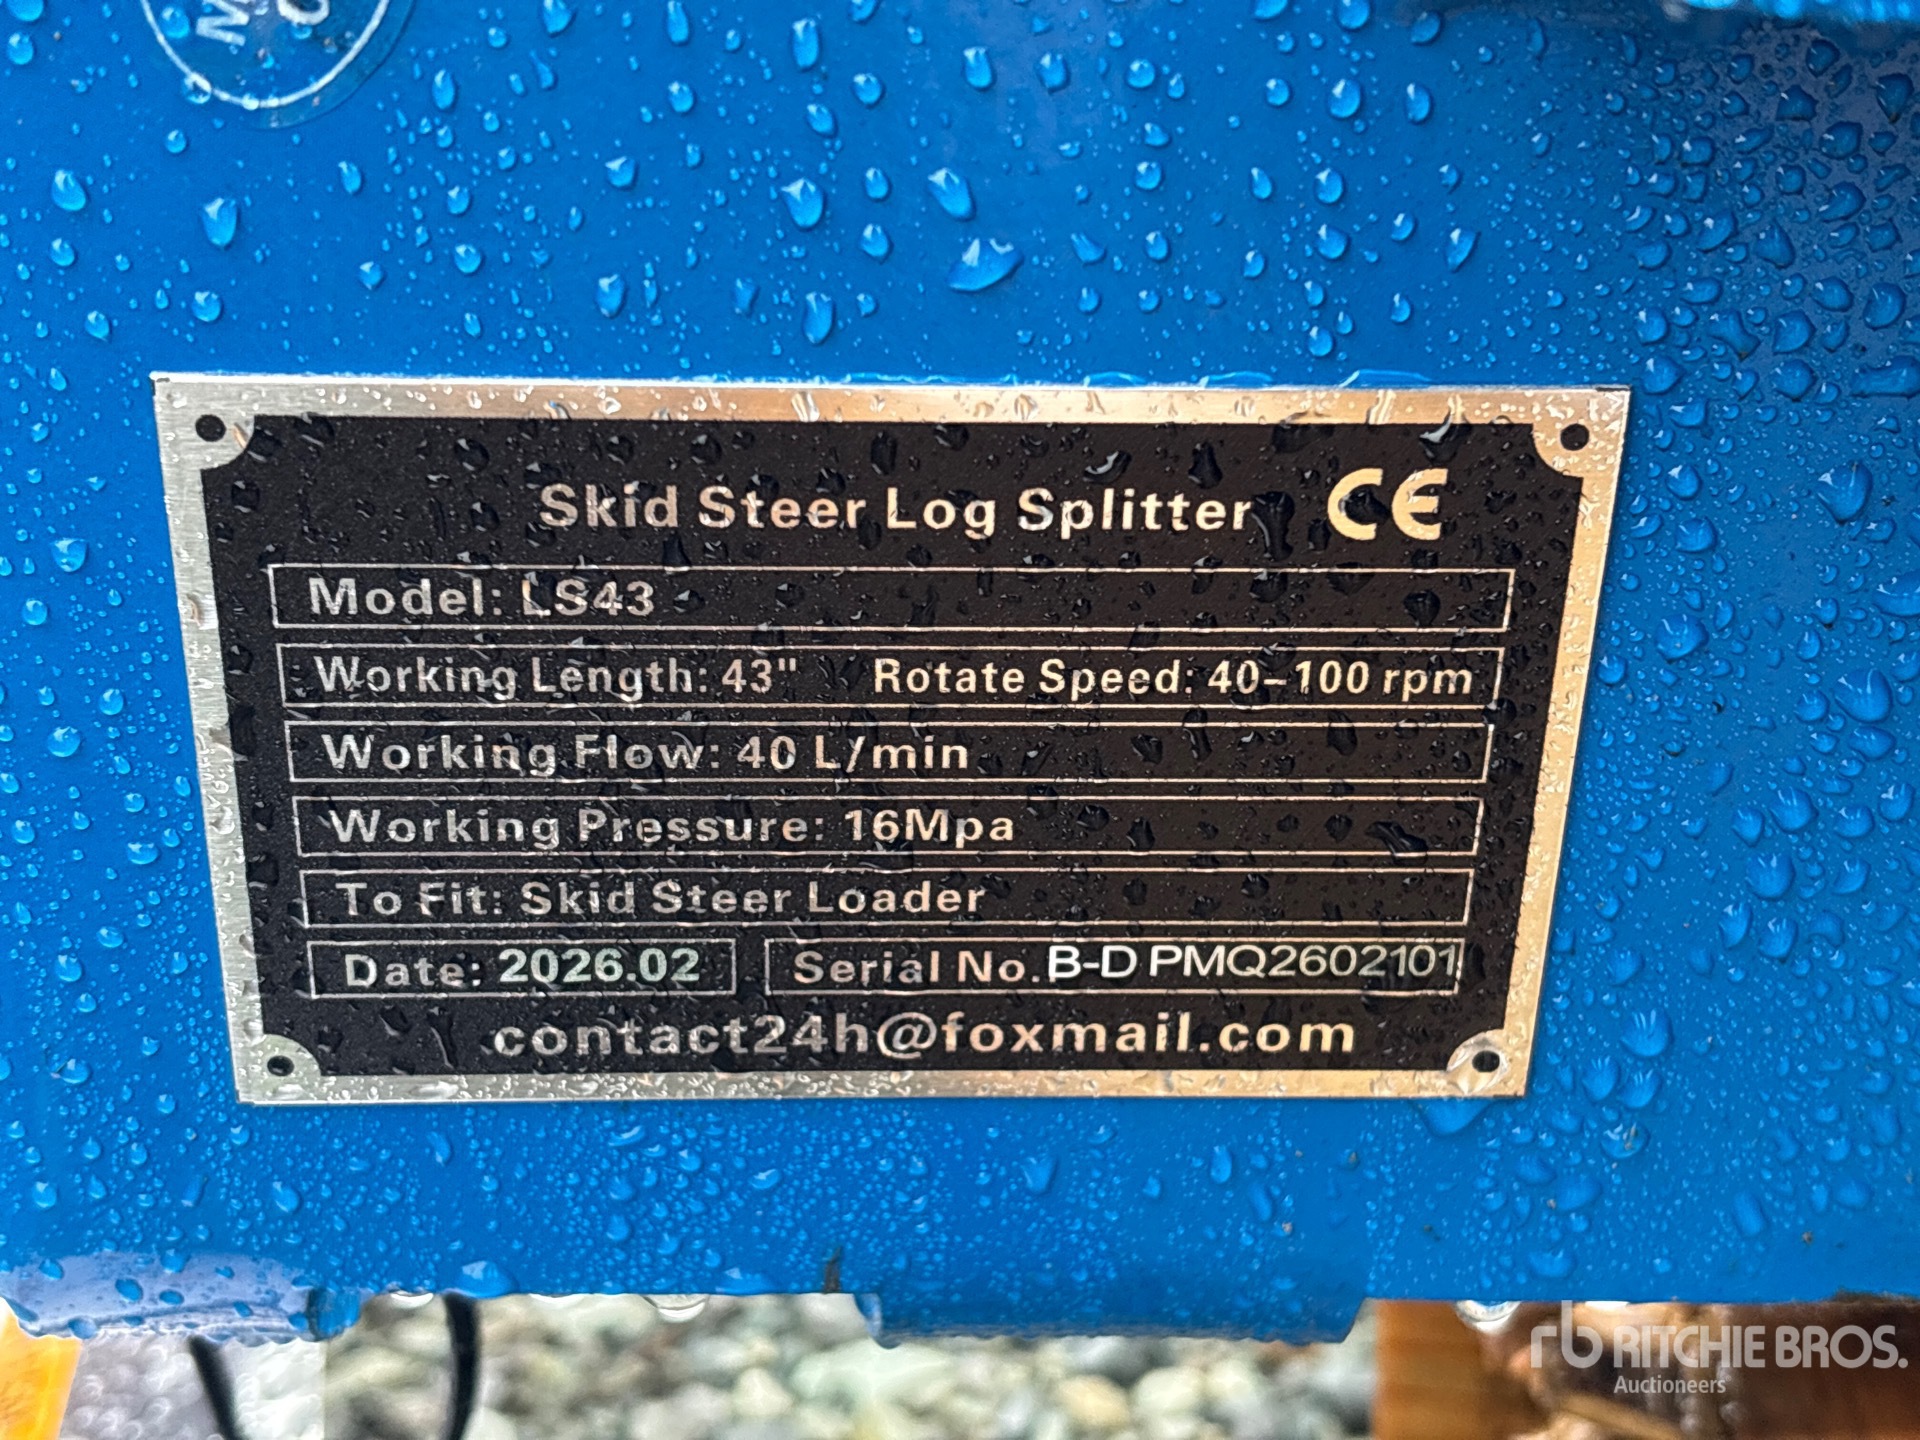 Skid Steer Log Splitter CE
Model: LS43
Working Length: 43" Rotate Speed: 40-100 rpm
Working Flow: 40 L/min
Working Pressure: 16Mpa
To Fit: Skid Steer Loader
Date: 2026.02 Serial No. B-D PMQ2602101
contact24h@foxmail.com
rb RITCHIE BROS.
Auctioneers